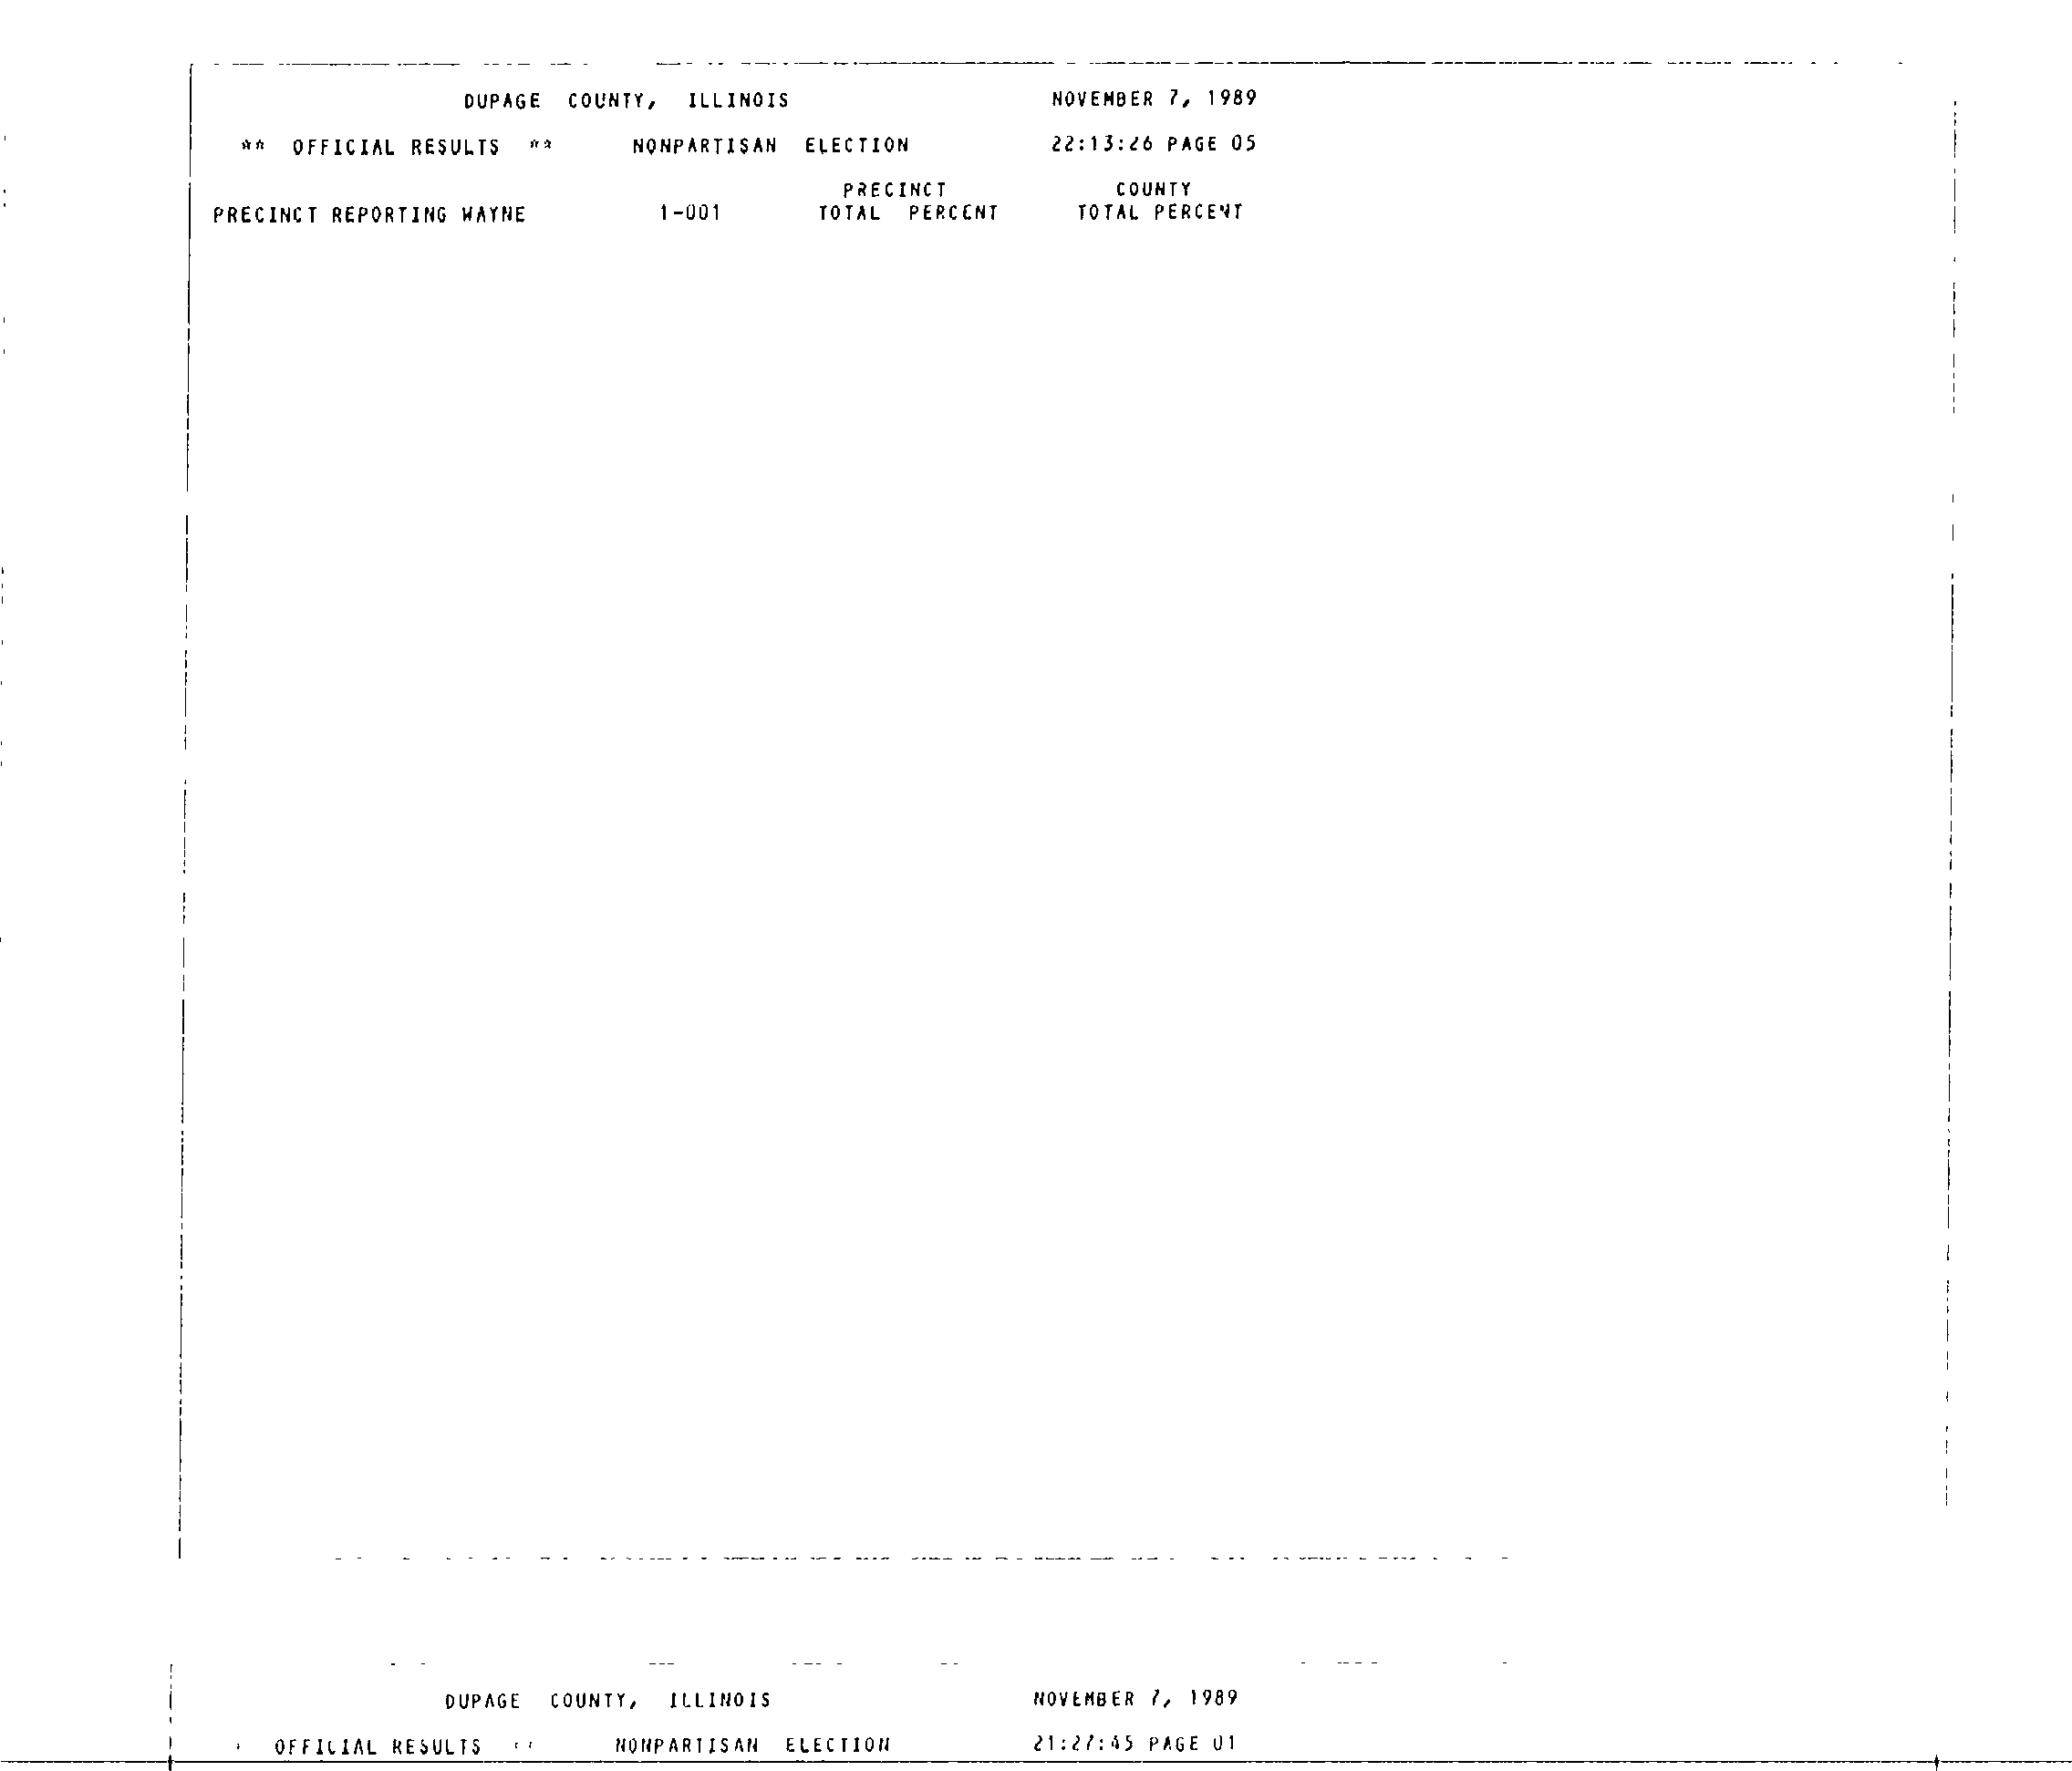 DUPAGE COUNTY, ILLINOIS NOVEMBER 7, 1989
** OFFICIAL RESULTS ** NONPARTISAN ELECTION 22:13:26 PAGE 05
PRECINCT COUNTY
PRECINCT REPORTING WAYNE 1-001 TOTAL PERCENT TOTAL PERCENT
DUPAGE COUNTY, ILLINOIS NOVEMBER 7, 1989
OFFICIAL RESULTS NONPARTISAN ELECTION 21:27:45 PAGE 01